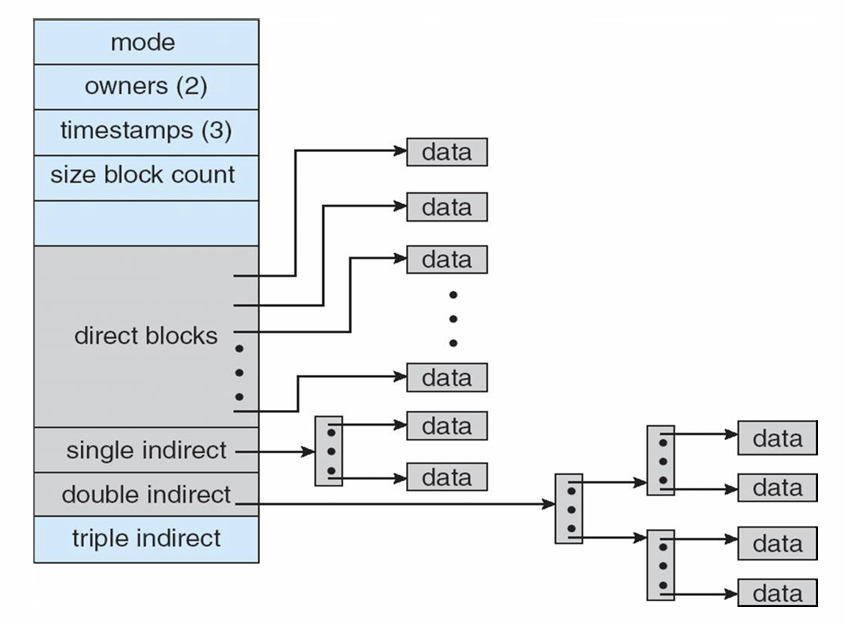 mode
owners (2)
timestamps (3)
size block count
direct blocks
single indirect
double indirect
triple indirect
data
data
data
data
data
data
data
data
data
data